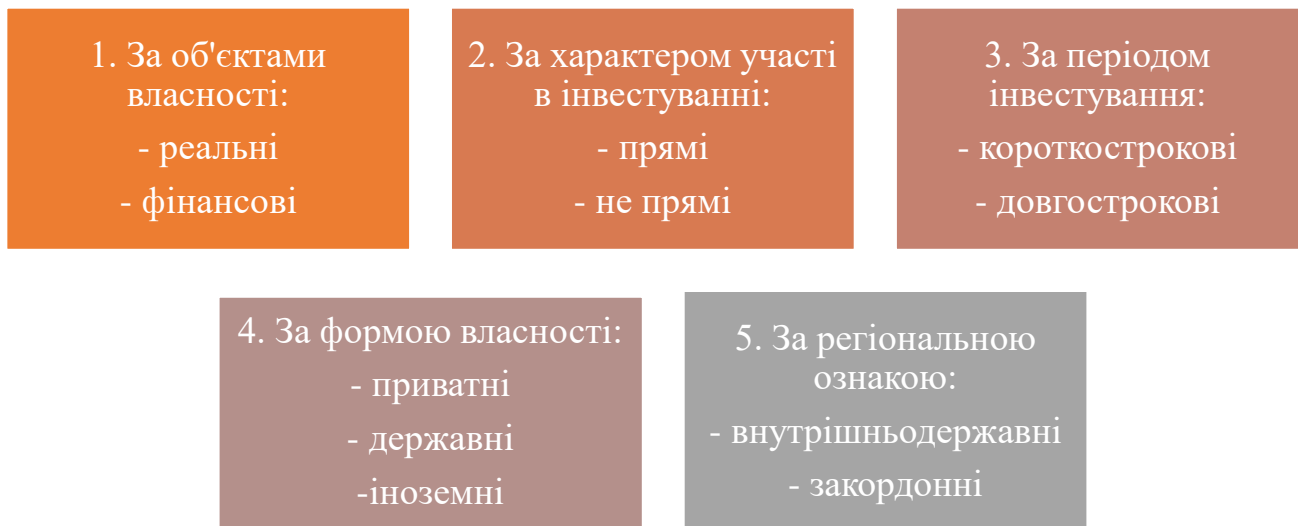 1. За об'єктами
власності:
- реальні
- фінансові
2. За характером участі
в інвестуванні:
- прямі
- не прямі
3. За періодом
інвестування:
- короткострокові
- довгострокові
4. За формою власності:
- приватні
- державні
-іноземні
5. За регіональною
ознакою:
- внутрішньодержавні
- закордонні